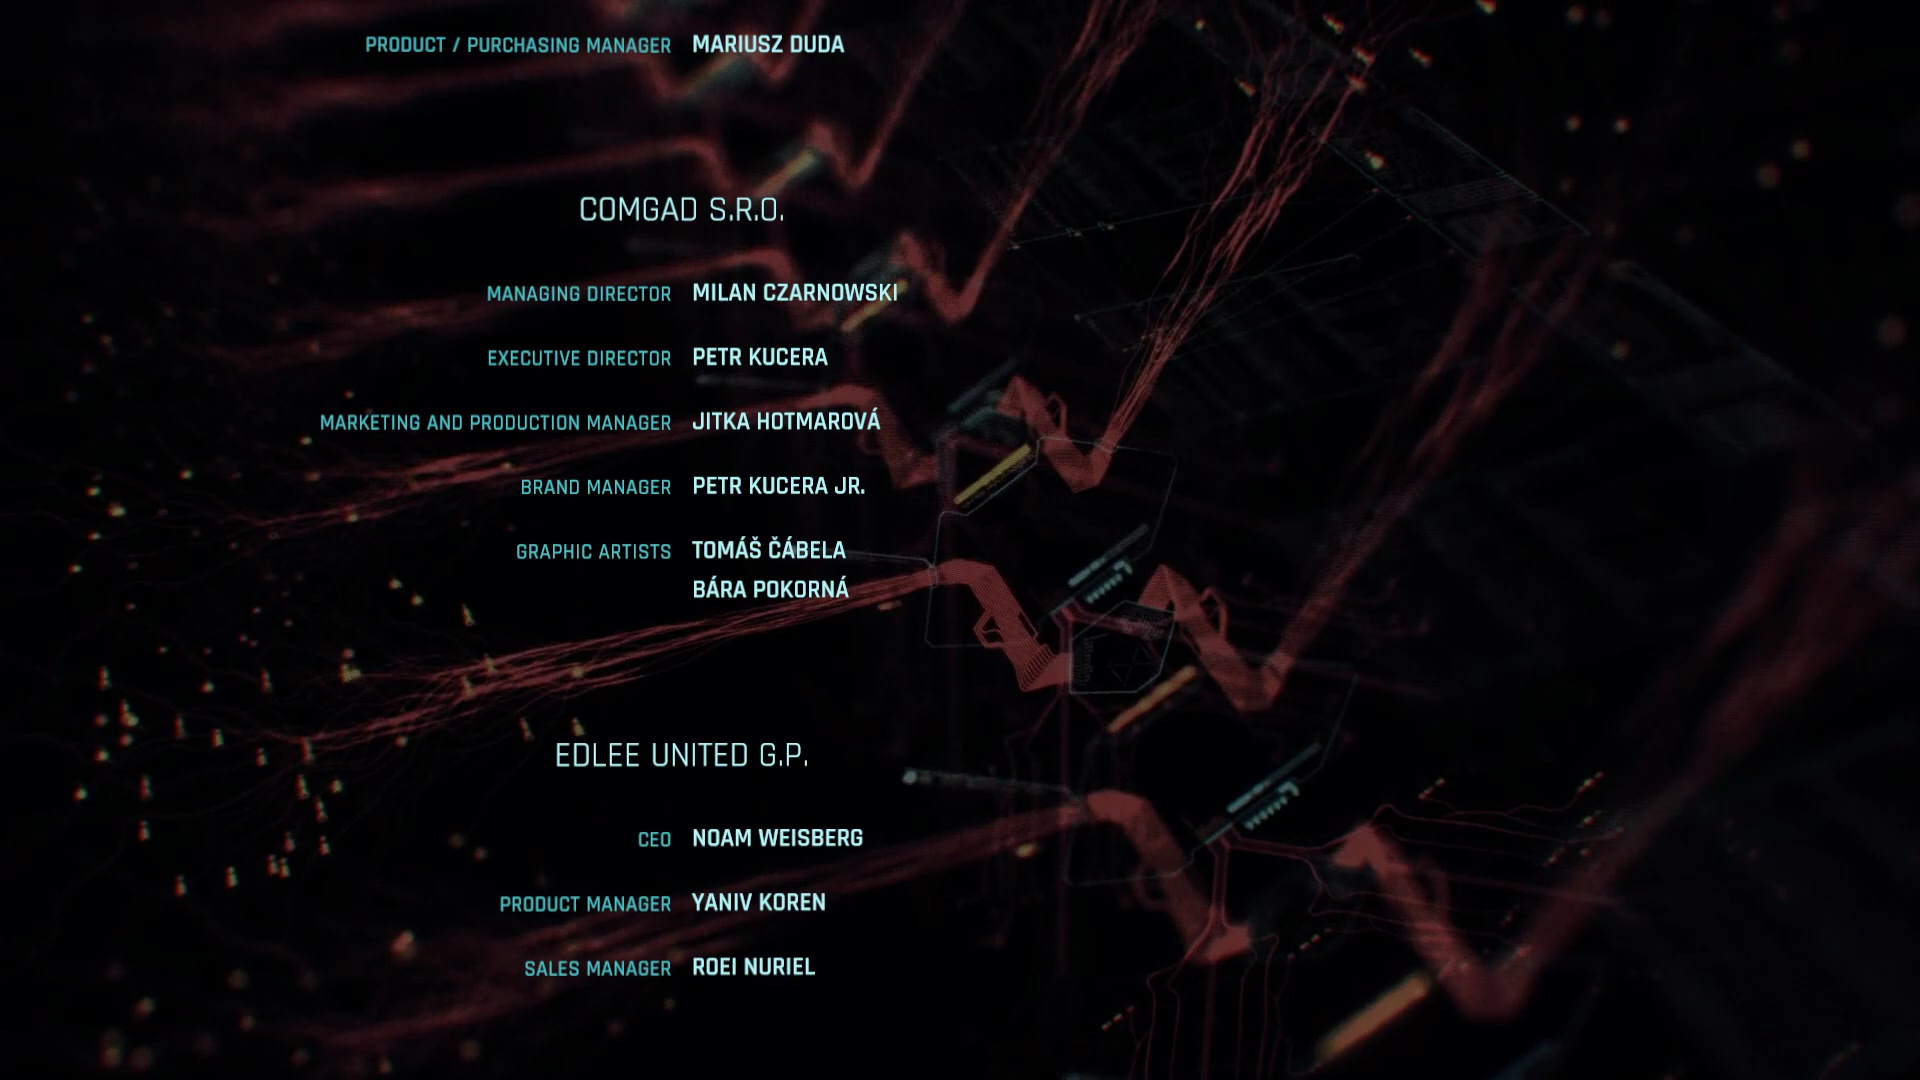 PRODUCT / PURCHASING MANAGER MARIUSZ DUDA
COMGAD S.R.O.
MANAGING DIRECTOR MILAN CZARNOWSKI
EXECUTIVE DIRECTOR PETR KUCERA
MARKETING AND PRODUCTION MANAGER JITKA HOTMAROVÁ
BRAND MANAGER PETR KUCERA JR.
GRAPHIC ARTISTS TOMÁŠ ČÁBELA
BÁRA POKORNÁ
EDLEE UNITED G.P.
CEO NOAM WEISBERG
PRODUCT MANAGER YANIV KOREN
SALES MANAGER ROEI NURIEL